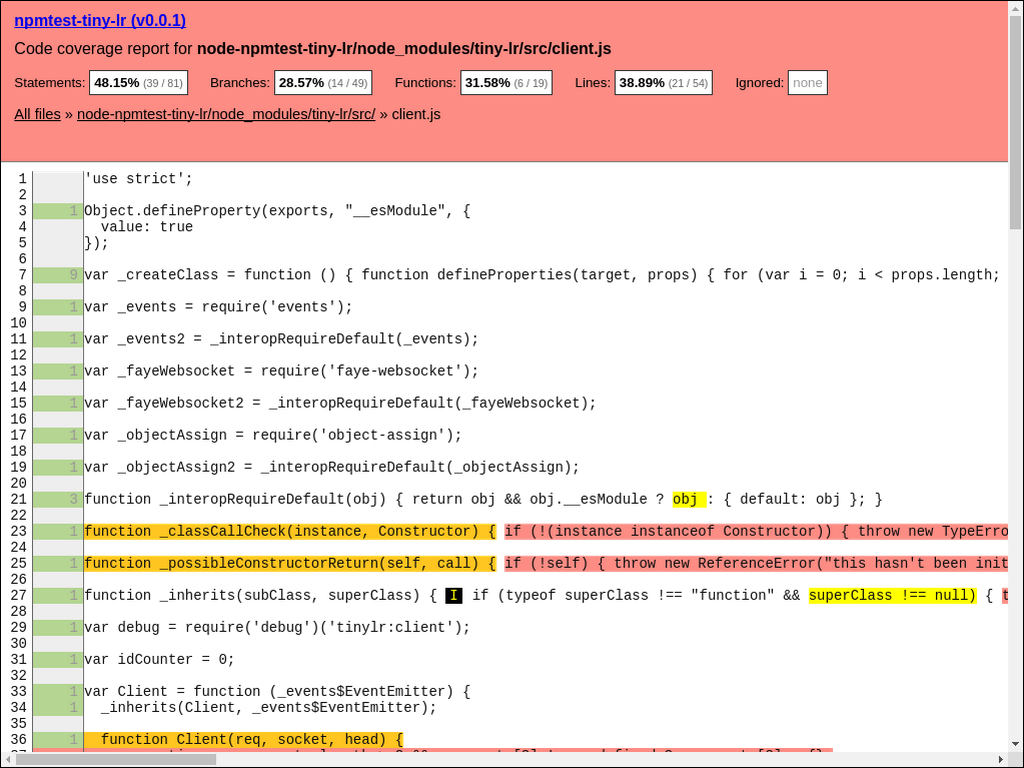 npmtest-tiny-lr (v0.0.1)
Code coverage report for node-npmtest-tiny-lr/node_modules/tiny-lr/src/client.js
Statements: 48.15% (39 / 81) Branches: 28.57% (14 / 49) Functions: 31.58% (6 / 19) Lines: 38.89% (21 / 54) Ignored: none
All files » node-npmtest-tiny-lr/node_modules/tiny-lr/src/ » client.js
1 'use strict';
2
3 1 Object.defineProperty(exports, "__esModule", {
4 value: true
5 });
6
7 9 var _createClass = function () { function defineProperties(target, props) { for (var i = 0; i < props.length;
8
9 1 var _events = require('events');
10
11 1 var _events2 = _interopRequireDefault(_events);
12
13 1 var _fayeWebsocket = require('faye-websocket');
14
15 1 var _fayeWebsocket2 = _interopRequireDefault(_fayeWebsocket);
16
17 1 var _objectAssign = require('object-assign');
18
19 1 var _objectAssign2 = _interopRequireDefault(_objectAssign);
20
21 3 function _interopRequireDefault(obj) { return obj && obj.__esModule ? obj : { default: obj }; }
22
23 1 function _classCallCheck(instance, Constructor) { if (!(instance instanceof Constructor)) { throw new TypeErro
24
25 1 function _possibleConstructorReturn(self, call) { if (!self) { throw new ReferenceError("this hasn't been init
26
27 1 function _inherits(subClass, superClass) { I if (typeof superClass !== "function" && superClass !== null) { t
28
29 1 var debug = require('debug')('tinylr:client');
30
31 1 var idCounter = 0;
32
33 1 var Client = function (_events$EventEmitter) {
34 1 _inherits(Client, _events$EventEmitter);
35
36 1 function Client(req, socket, head) {